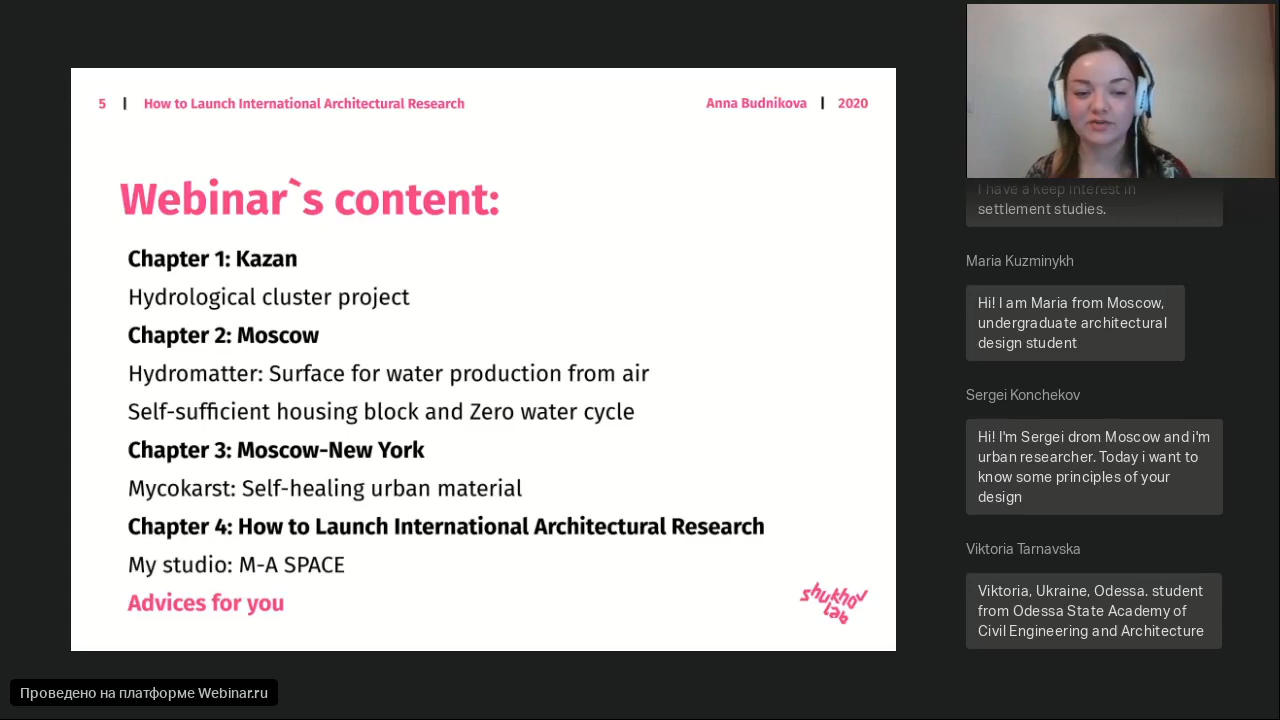 5 | How to Launch International Architectural Research
Anna Budnikova | 2020
Webinar`s content:
Chapter 1: Kazan
Hydrological cluster project
Chapter 2: Moscow
Hydromatter: Surface for water production from air
Self-sufficient housing block and Zero water cycle
Chapter 3: Moscow-New York
Mycokarst: Self-healing urban material
Chapter 4: How to Launch International Architectural Research
My studio: M-A SPACE
Advices for you
shukhov
lab
I have a keep interest in
settlement studies.
Maria Kuzminykh
Hi! I am Maria from Moscow,
undergraduate architectural
design student
Sergei Konchekov
Hi! I'm Sergei drom Moscow and i'm
urban researcher. Today i want to
know some principles of your
design
Viktoria Tarnavska
Viktoria, Ukraine, Odessa. student
from Odessa State Academy of
Civil Engineering and Architecture
Проведено на платформе Webinar.ru